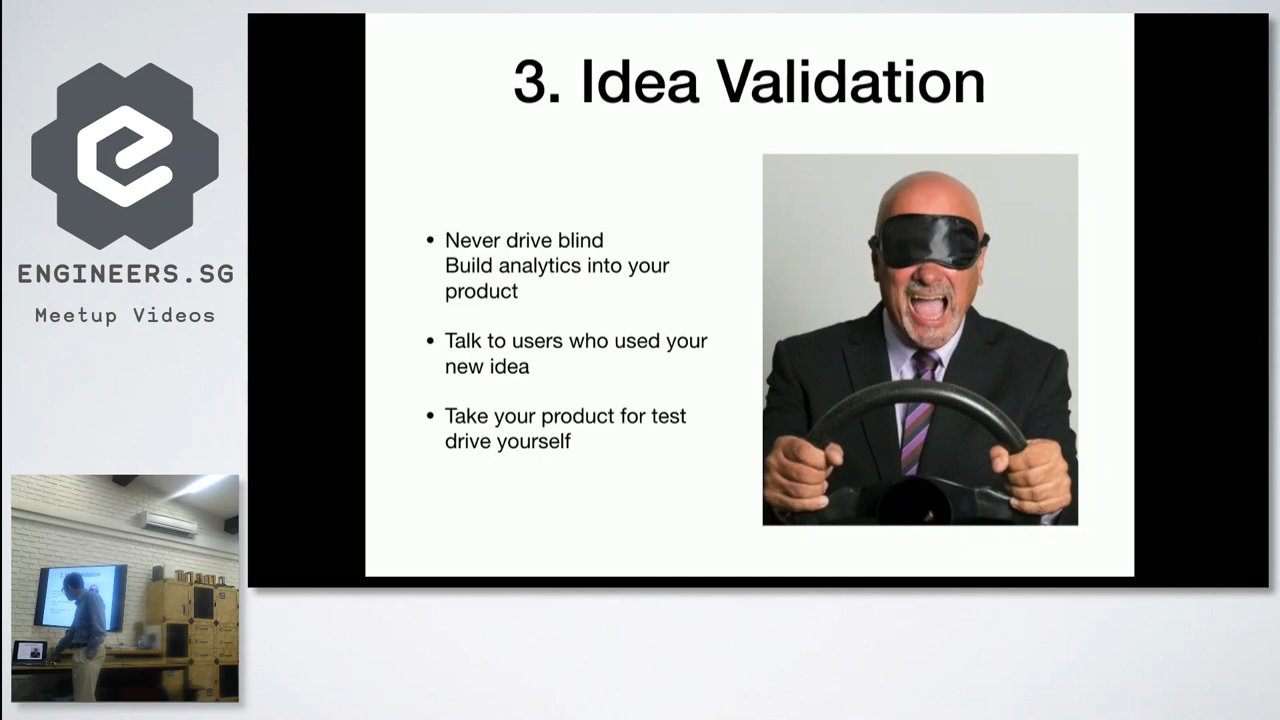 3. Idea Validation
• Never drive blind
Build analytics into your
product
• Talk to users who used your
new idea
• Take your product for test
drive yourself
ENGINEERS.SG
Meetup Videos